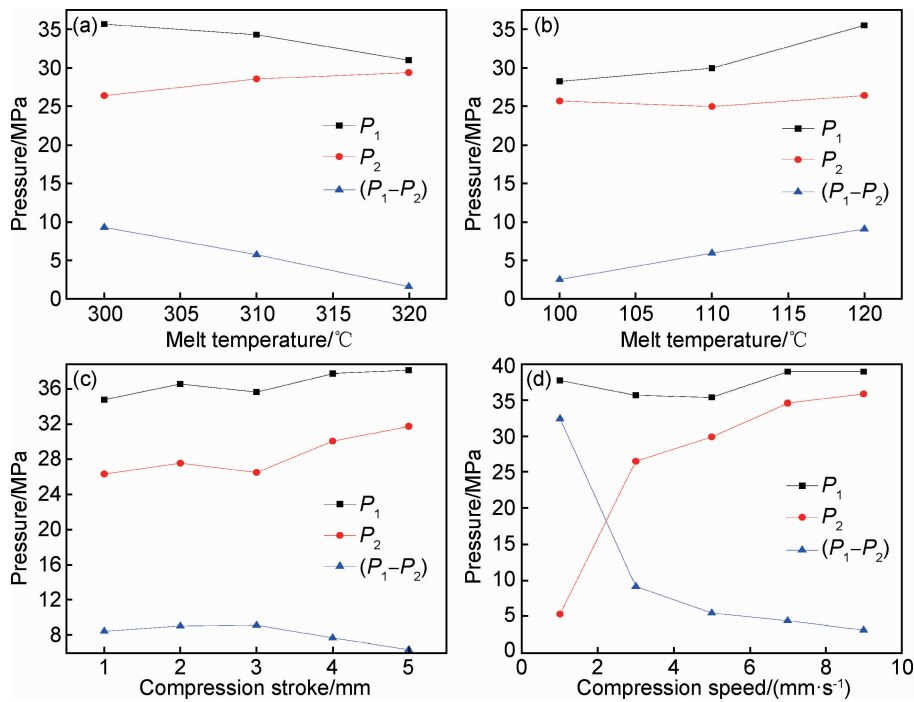 (a)
Pressure/MPa
35
30
25
20
15
10
5
0
P₁
P₂
(P₁–P₂)
300 305 310 315 320
Melt temperature/℃
(b)
Pressure/MPa
35
30
25
20
15
10
5
0
P₁
P₂
(P₁–P₂)
100 105 110 115 120
Melt temperature/℃
(c)
Pressure/MPa
36
32
28
24
20
16
12
8
P₁
P₂
(P₁–P₂)
1 2 3 4 5
Compression stroke/mm
(d)
Pressure/MPa
40
35
30
25
20
15
10
5
0
P₁
P₂
(P₁–P₂)
0 2 4 6 8 10
Compression speed/(mm·s⁻¹)